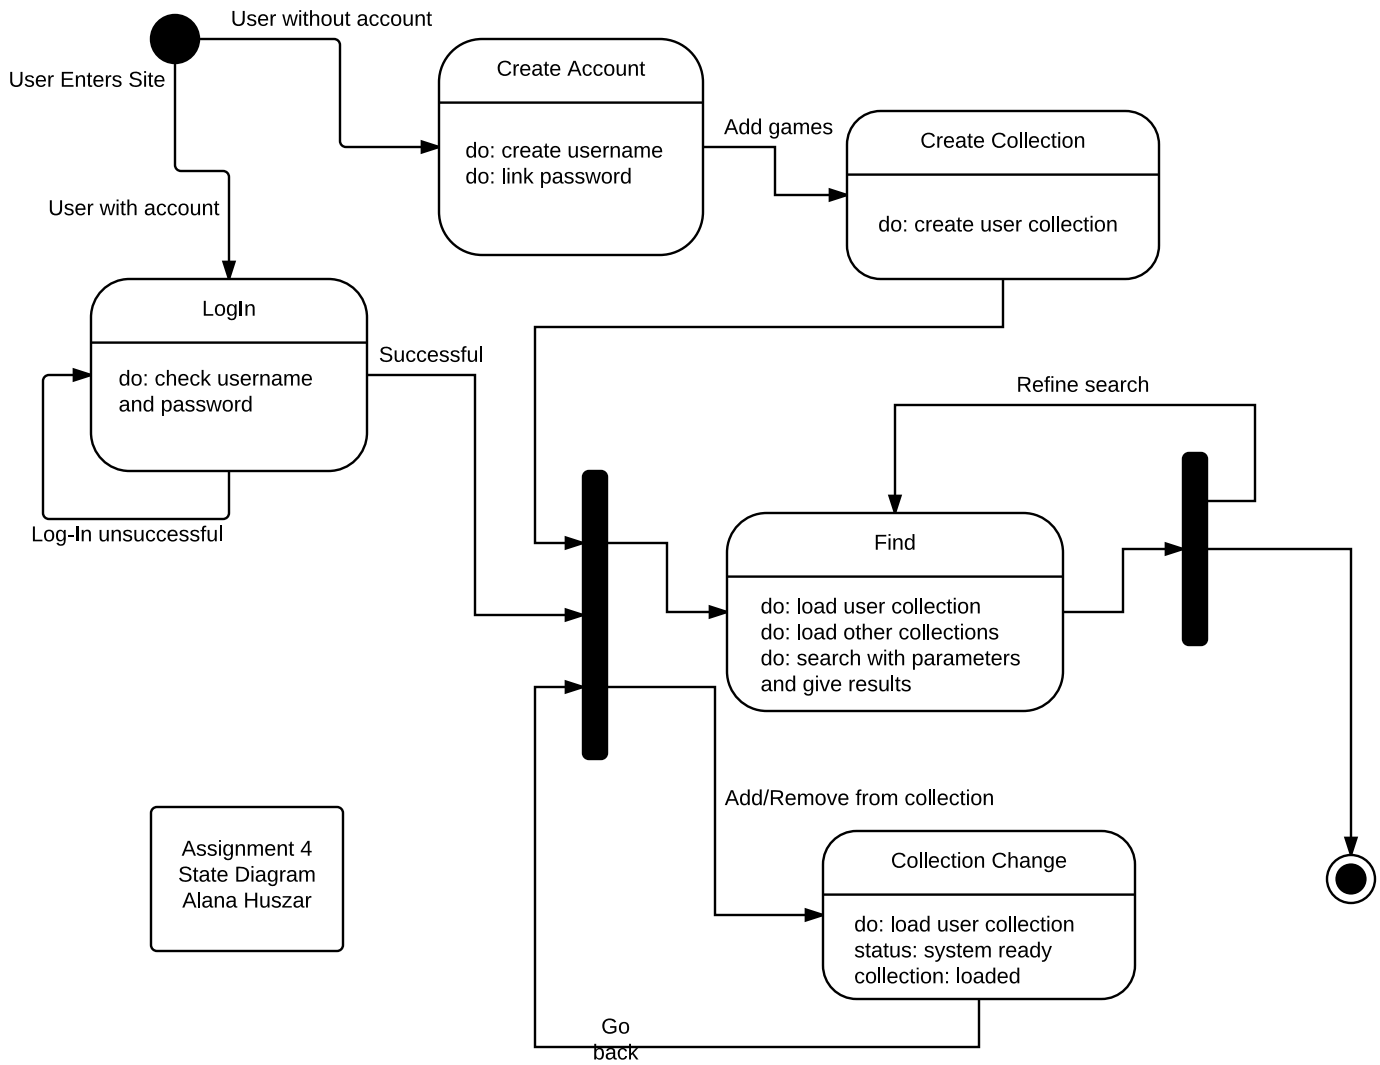 User without account
User Enters Site
Create Account
do: create username
do: link password
Add games
Create Collection
do: create user collection
User with account
LogIn
do: check username
and password
Successful
Log-In unsuccessful
Refine search
Find
do: load user collection
do: load other collections
do: search with parameters
and give results
Add/Remove from collection
Collection Change
do: load user collection
status: system ready
collection: loaded
Go
back
Assignment 4
State Diagram
Alana Huszar